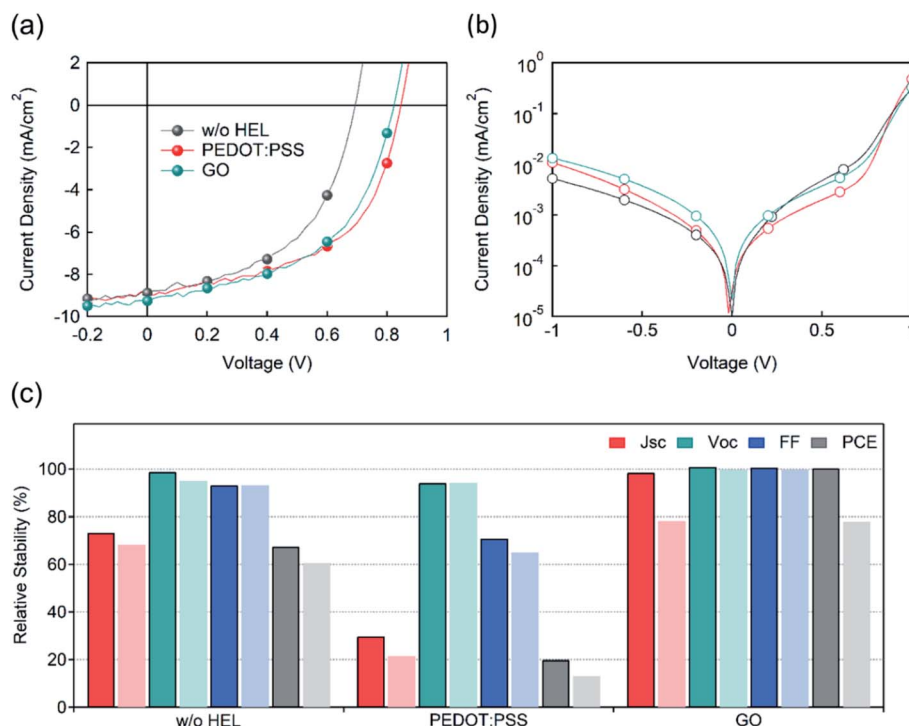 (a)
(b)
2
0
-2
-4
-6
-8
-10
Current Density (mA/cm²)
w/o HEL
PEDOT:PSS
GO
-0.2 0 0.2 0.4 0.6 0.8 1
Voltage (V)
10⁰
10⁻¹
10⁻²
10⁻³
10⁻⁴
10⁻⁵
Current Density (mA/cm²)
-1 -0.5 0 0.5
Voltage (V)
(c)
Jsc Voc FF PCE
100
80
60
40
20
0
Relative Stability (%)
w/o HEL PEDOT:PSS GO